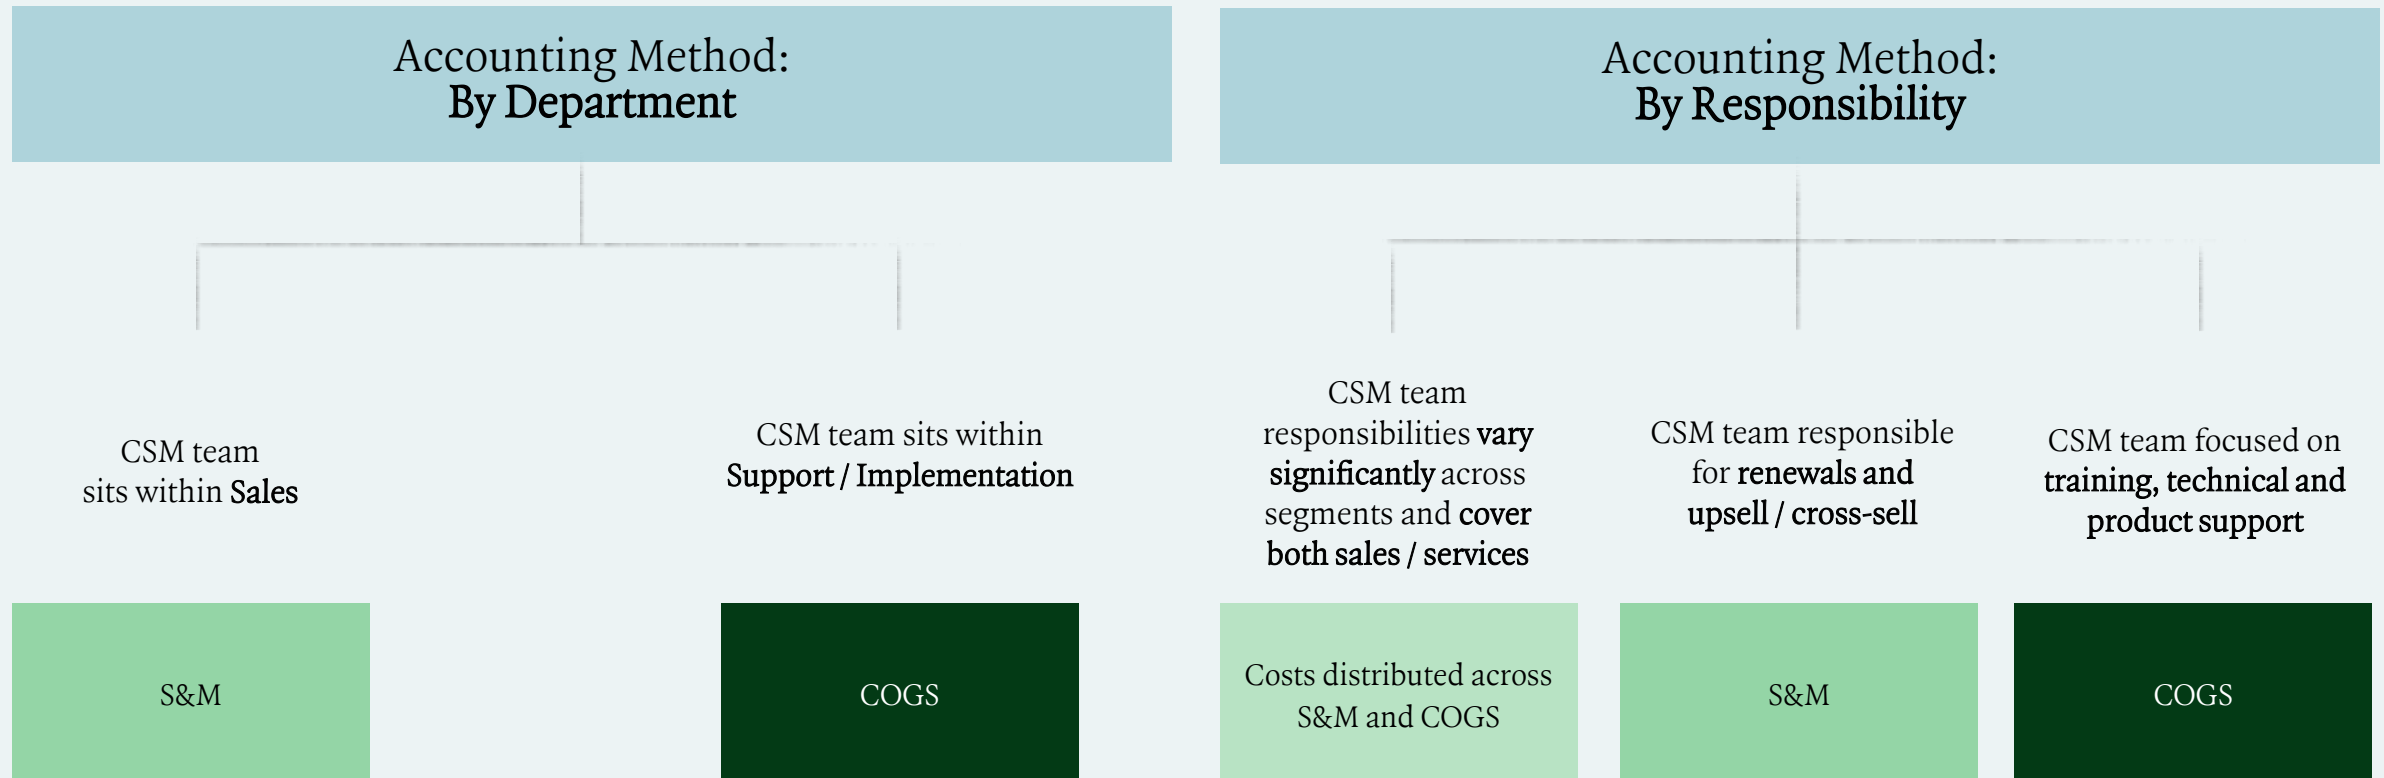 Accounting Method:
By Department
CSM team
sits within Sales
CSM team sits within
Support / Implementation
S&M
COGS
Accounting Method:
By Responsibility
CSM team
responsibilities vary
significantly across
segments and cover
both sales / services
CSM team responsible
for renewals and
upsell / cross-sell
CSM team focused on
training, technical and
product support
Costs distributed across
S&M and COGS
S&M
COGS